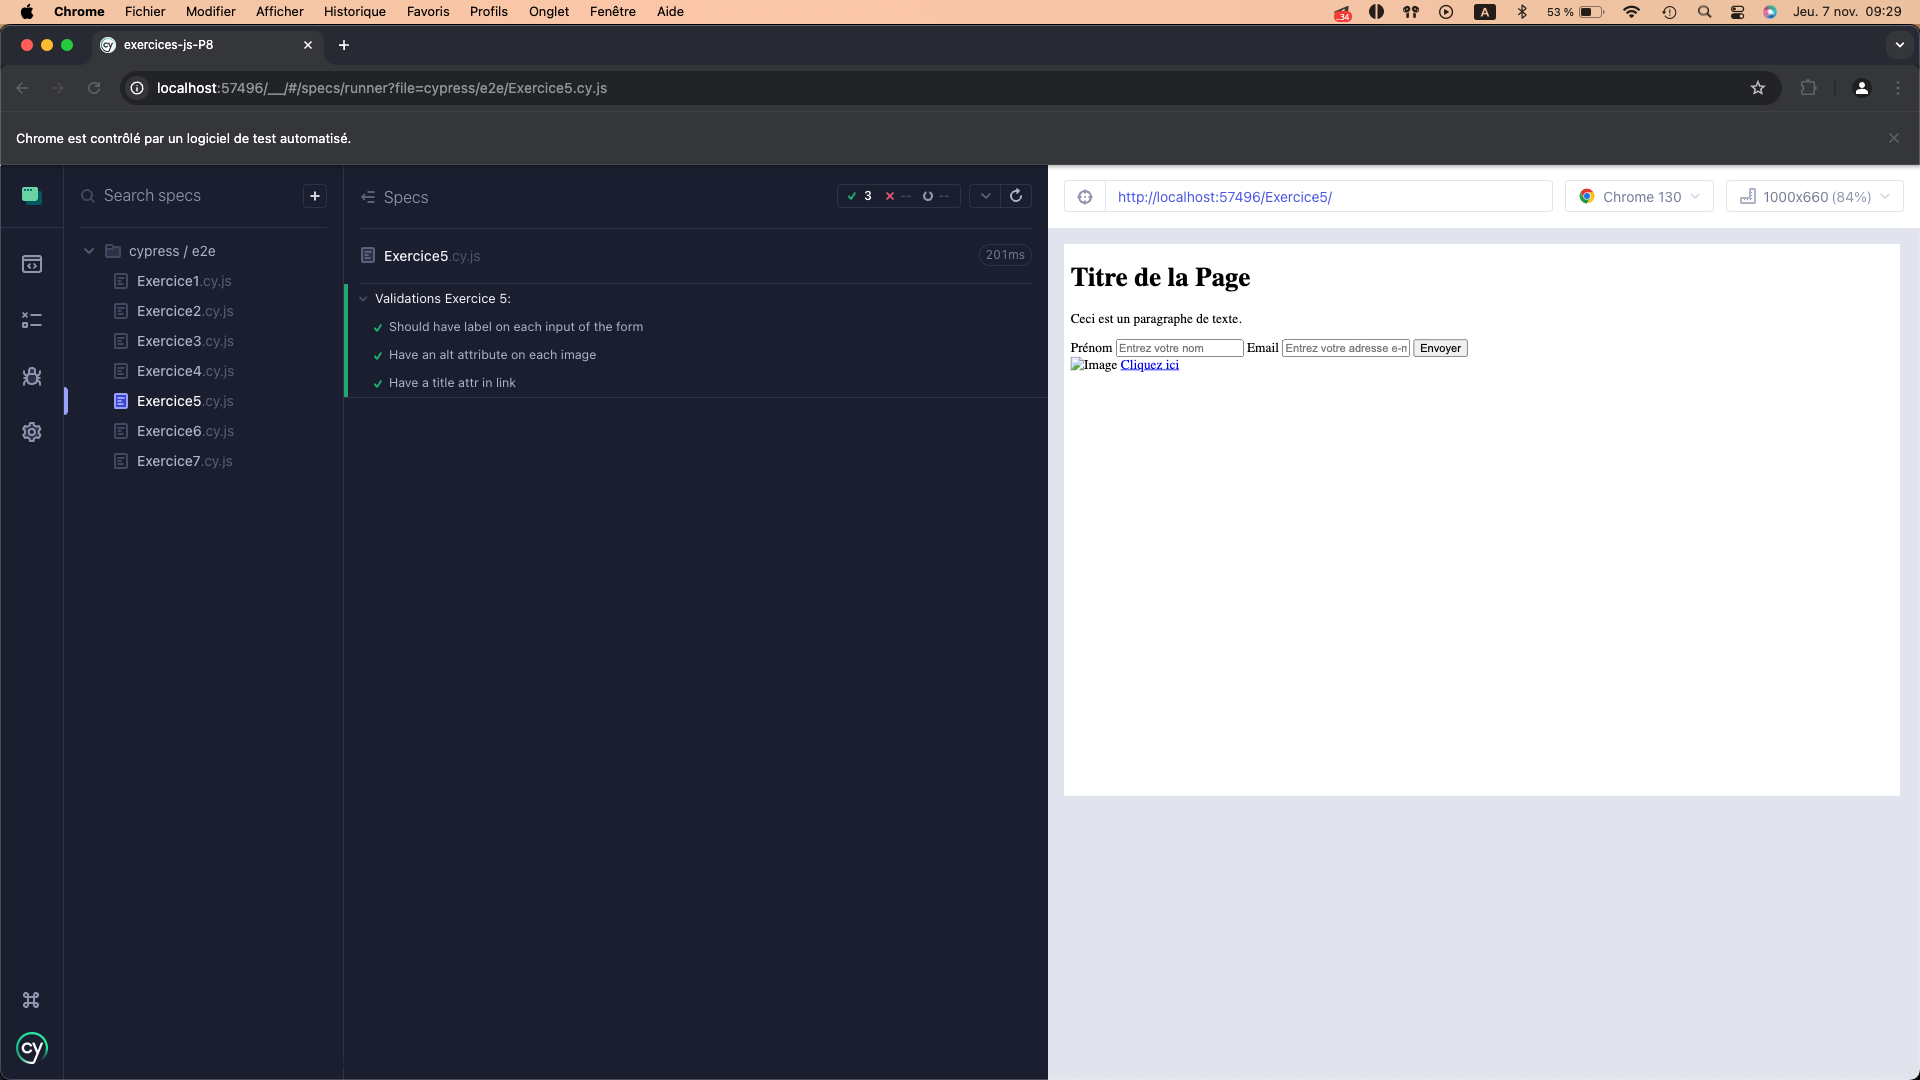 Chrome Fichier Modifier Afficher Historique Favoris Profils Onglet Fenêtre Aide 34 A 53 % Jeu. 7 nov. 09:29
cy exercices-js-P8
localhost:57496/__/#/specs/runner?file=cypress/e2e/Exercice5.cy.js
Chrome est contrôlé par un logiciel de test automatisé.
Search specs
cypress / e2e
Exercice1.cy.js
Exercice2.cy.js
Exercice3.cy.js
Exercice4.cy.js
Exercice5.cy.js
Exercice6.cy.js
Exercice7.cy.js
cy
Specs 3 -- --
Exercice5.cy.js 201ms
Validations Exercice 5:
Should have label on each input of the form
Have an alt attribute on each image
Have a title attr in link
http://localhost:57496/Exercice5/ Chrome 130 1000x660 (84%)
Titre de la Page
Ceci est un paragraphe de texte.
Prénom Entrez votre nom Email Entrez votre adresse e-m Envoyer
Image Cliquez ici